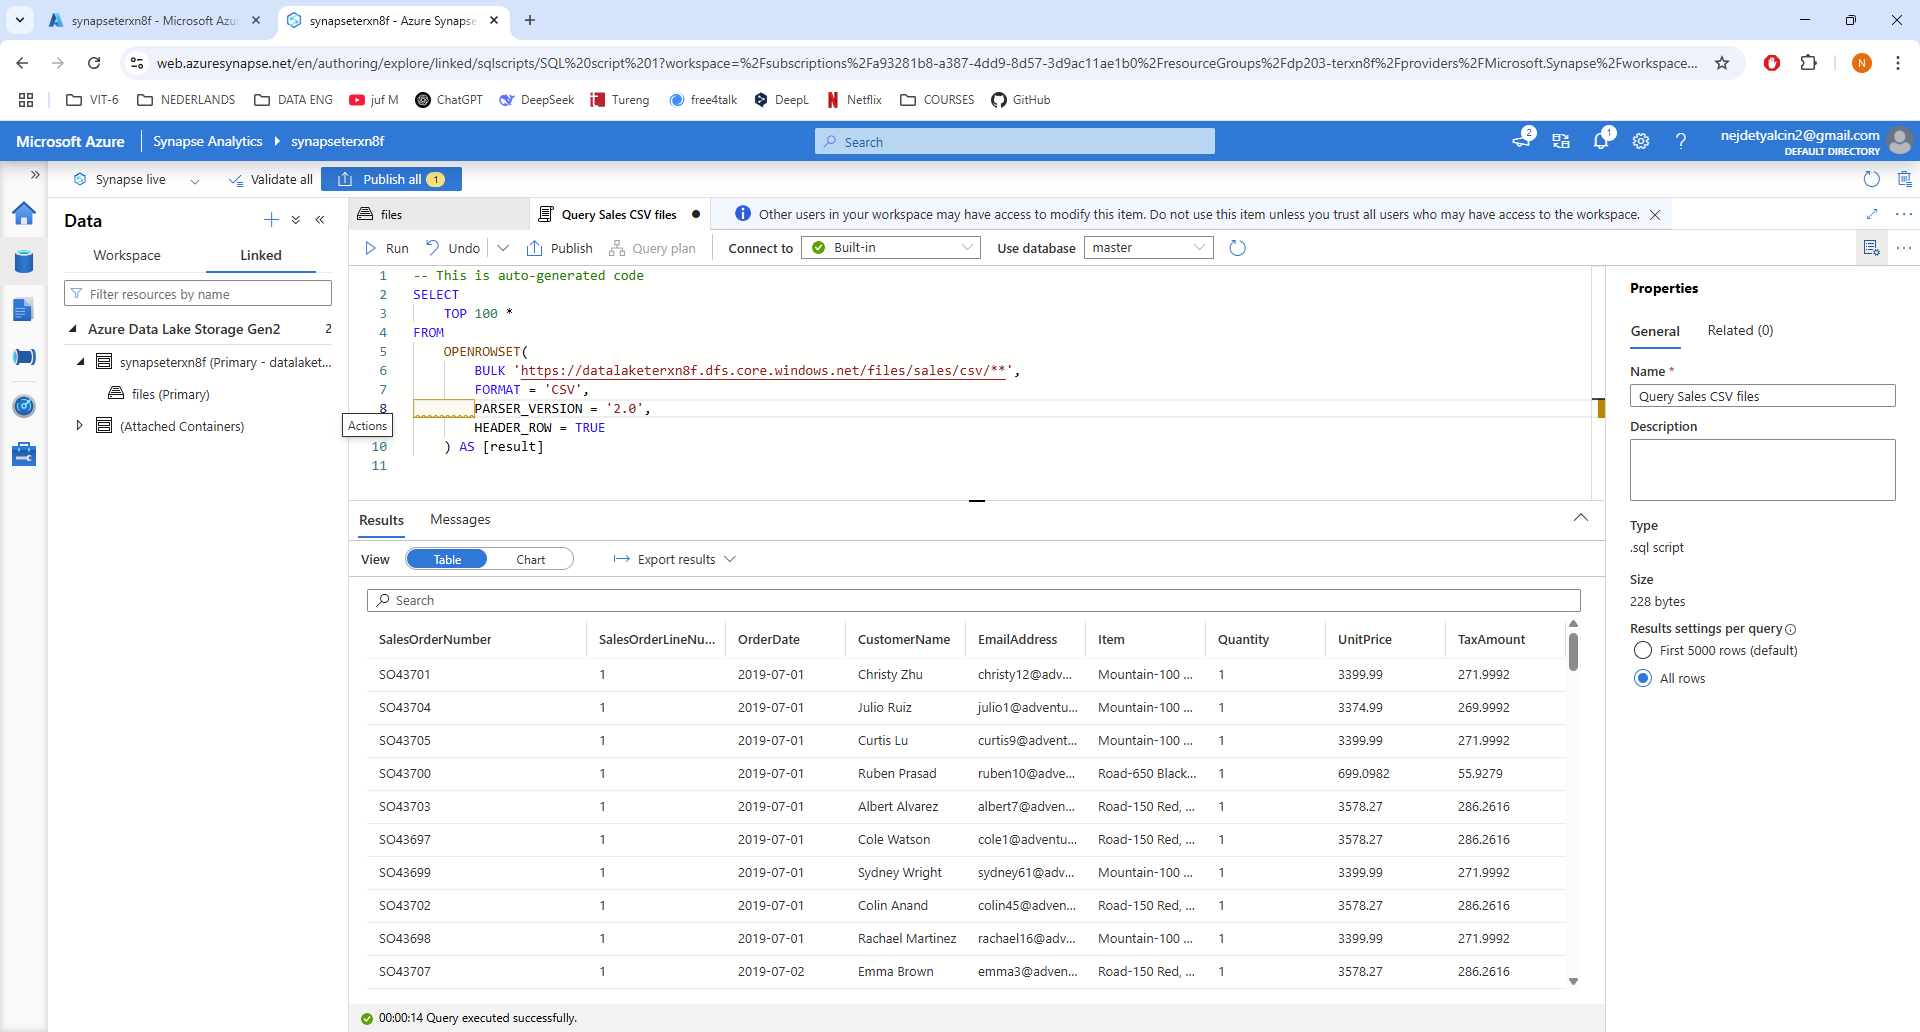 synapseterxn8f - Microsoft Azu
synapseterxn8f - Azure Synapse
web.azuresynapse.net/en/authoring/explore/linked/sqlscripts/SQL%20script%201?workspace=%2Fsubscriptions%2Fa93281b8-a387-4dd9-8d57-3d9ac11ae1b0%2FresourceGroups%2Fdp203-terxn8f%2Fproviders%2FMicrosoft.Synapse%2Fworkspace...
N
VIT-6 NEDERLANDS DATA ENG juf M ChatGPT DeepSeek Tureng free4talk DeepL Netflix COURSES GitHub
Microsoft Azure Synapse Analytics synapseterxn8f Search 2 1 ? nejdetyalcin2@gmail.com
DEFAULT DIRECTORY
Synapse live Validate all Publish all 1
Data
Workspace Linked
Filter resources by name
Azure Data Lake Storage Gen2 2
synapseterxn8f (Primary - datalaket...
files (Primary)
(Attached Containers)
Actions
files
Query Sales CSV files
Other users in your workspace may have access to modify this item. Do not use this item unless you trust all users who may have access to the workspace.
Run Undo Publish Query plan Connect to Built-in Use database master
1 -- This is auto-generated code
2 SELECT
3 TOP 100 *
4 FROM
5 OPENROWSET(
6 BULK 'https://datalaketerxn8f.dfs.core.windows.net/files/sales/csv/**',
7 FORMAT = 'CSV',
8 PARSER_VERSION = '2.0',
HEADER_ROW = TRUE
10 ) AS [result]
11
Results Messages
View Table Chart Export results
Search
SalesOrderNumber SalesOrderLineNu... OrderDate CustomerName EmailAddress Item Quantity UnitPrice TaxAmount
SO43701 1 2019-07-01 Christy Zhu christy12@adv... Mountain-100 ... 1 3399.99 271.9992
SO43704 1 2019-07-01 Julio Ruiz julio1@adventu... Mountain-100 ... 1 3374.99 269.9992
SO43705 1 2019-07-01 Curtis Lu curtis9@advent... Mountain-100 ... 1 3399.99 271.9992
SO43700 1 2019-07-01 Ruben Prasad ruben10@adve... Road-650 Black... 1 699.0982 55.9279
SO43703 1 2019-07-01 Albert Alvarez albert7@adven... Road-150 Red, ... 1 3578.27 286.2616
SO43697 1 2019-07-01 Cole Watson cole1@adventu... Road-150 Red, ... 1 3578.27 286.2616
SO43699 1 2019-07-01 Sydney Wright sydney61@adv... Mountain-100 ... 1 3399.99 271.9992
SO43702 1 2019-07-01 Colin Anand colin45@adven... Road-150 Red, ... 1 3578.27 286.2616
SO43698 1 2019-07-01 Rachael Martinez rachael16@adv... Mountain-100 ... 1 3399.99 271.9992
SO43707 1 2019-07-02 Emma Brown emma3@adven... Road-150 Red, ... 1 3578.27 286.2616
00:00:14 Query executed successfully.
Properties
General Related (0)
Name *
Query Sales CSV files
Description
Type
.sql script
Size
228 bytes
Results settings per query
First 5000 rows (default)
All rows